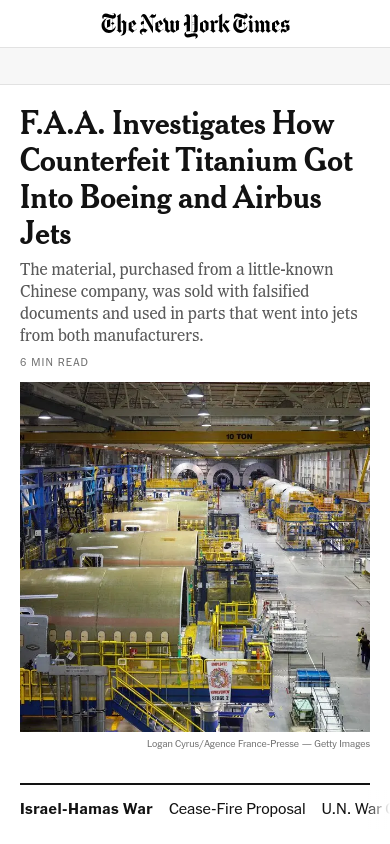 The New York Times
F.A.A. Investigates How
Counterfeit Titanium Got
Into Boeing and Airbus
Jets
The material, purchased from a little-known
Chinese company, was sold with falsified
documents and used in parts that went into jets
from both manufacturers.
6 MIN READ
10 TON
Logan Cyrus/Agence France-Presse — Getty Images
Israel-Hamas War Cease-Fire Proposal U.N. War